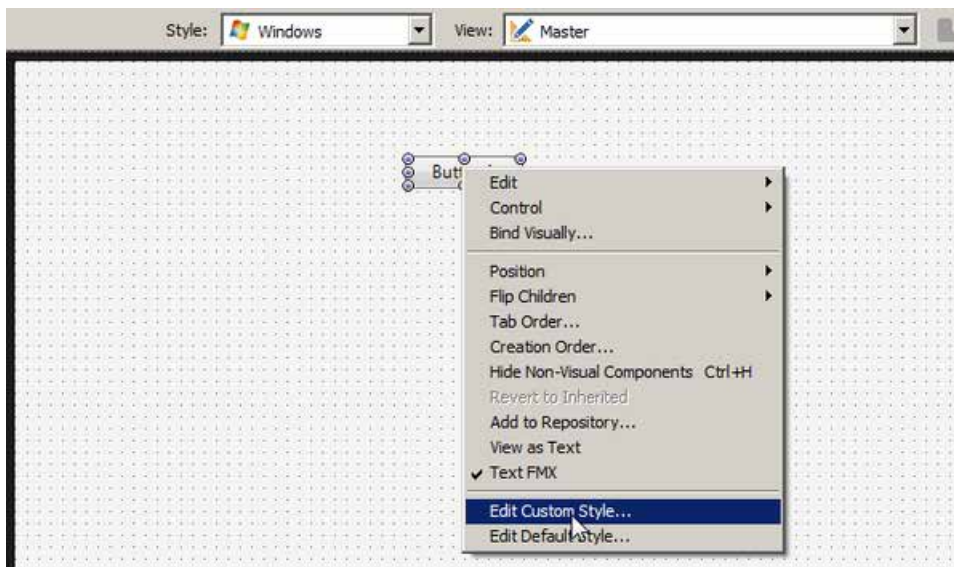 Style: Windows View: Master
Edit
Control
Bind Visually...
Position
Flip Children
Tab Order...
Creation Order...
Hide Non-Visual Components Ctrl+H
Revert to Inherited
Add to Repository...
View as Text
Text FMX
Edit Custom Style...
Edit Default Style...